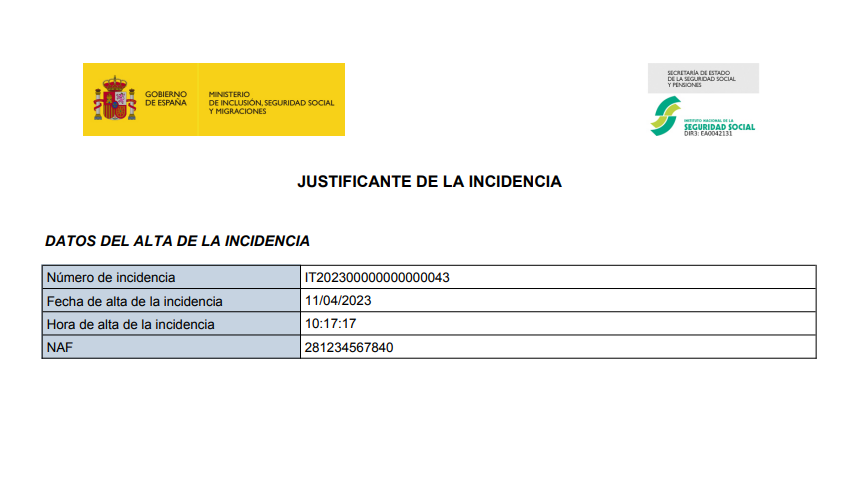 GOBIERNO
DE ESPAÑA
MINISTERIO
DE INCLUSIÓN, SEGURIDAD SOCIAL
Y MIGRACIONES
SECRETARÍA DE ESTADO
DE LA SEGURIDAD SOCIAL
Y PENSIONES
INSTITUTO NACIONAL DE LA
SEGURIDAD SOCIAL
DIR3: EA0042131
JUSTIFICANTE DE LA INCIDENCIA
DATOS DEL ALTA DE LA INCIDENCIA
Número de incidencia IT202300000000000043
Fecha de alta de la incidencia 11/04/2023
Hora de alta de la incidencia 10:17:17
NAF 281234567840